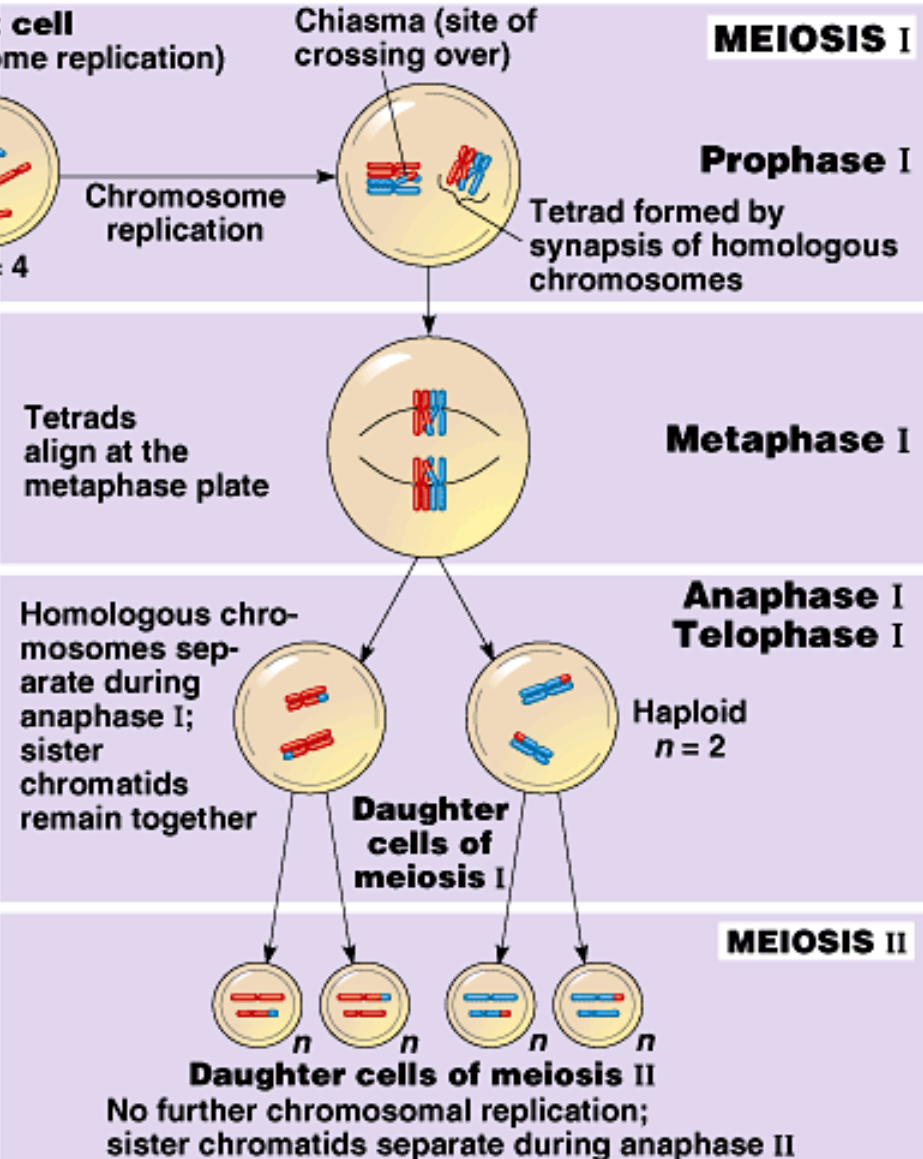 cell
me replication)
Chiasma (site of
crossing over)
MEIOSIS I
Prophase I
Chromosome
replication
Tetrad formed by
synapsis of homologous
chromosomes
= 4
Tetrads
align at the
metaphase plate
Metaphase I
Anaphase I
Telophase I
Homologous chro-
mosomes sep-
arate during
anaphase I;
sister
chromatids
remain together
Haploid
n = 2
Daughter
cells of
meiosis I
MEIOSIS II
n
n
n
n
Daughter cells of meiosis II
No further chromosomal replication;
sister chromatids separate during anaphase II